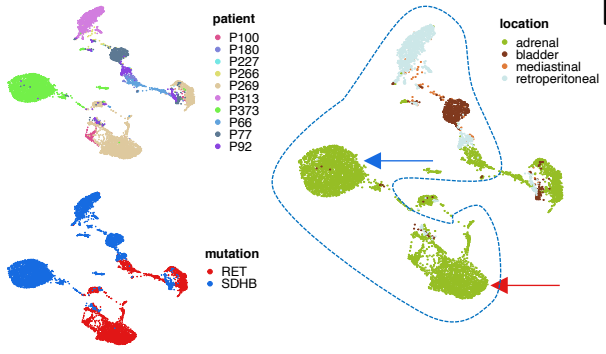 patient
P100
P180
P227
P266
P269
P313
P373
P66
P77
P92
location
adrenal
bladder
mediastinal
retroperitoneal
mutation
RET
SDHB